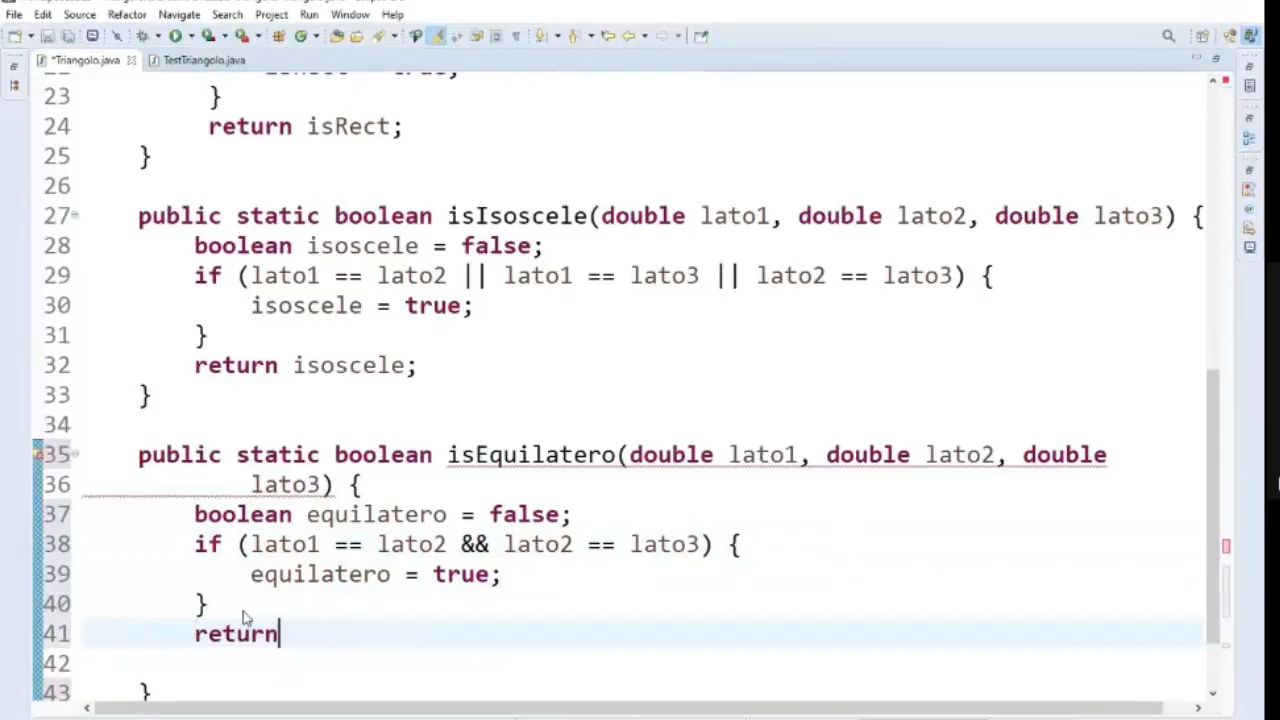 File Edit Source Refactor Navigate Search Project Run Window Help
*Triangolo.java TestTriangolo.java
23 }
24 return isRect;
25 }
26
27 public static boolean isIsoscele(double lato1, double lato2, double lato3) {
28 boolean isoscele = false;
29 if (lato1 == lato2 || lato1 == lato3 || lato2 == lato3) {
30 isoscele = true;
31 }
32 return isoscele;
33 }
34
35 public static boolean isEquilatero(double lato1, double lato2, double
36 lato3) {
37 boolean equilatero = false;
38 if (lato1 == lato2 && lato2 == lato3) {
39 equilatero = true;
40 }
41 return
42
43 }